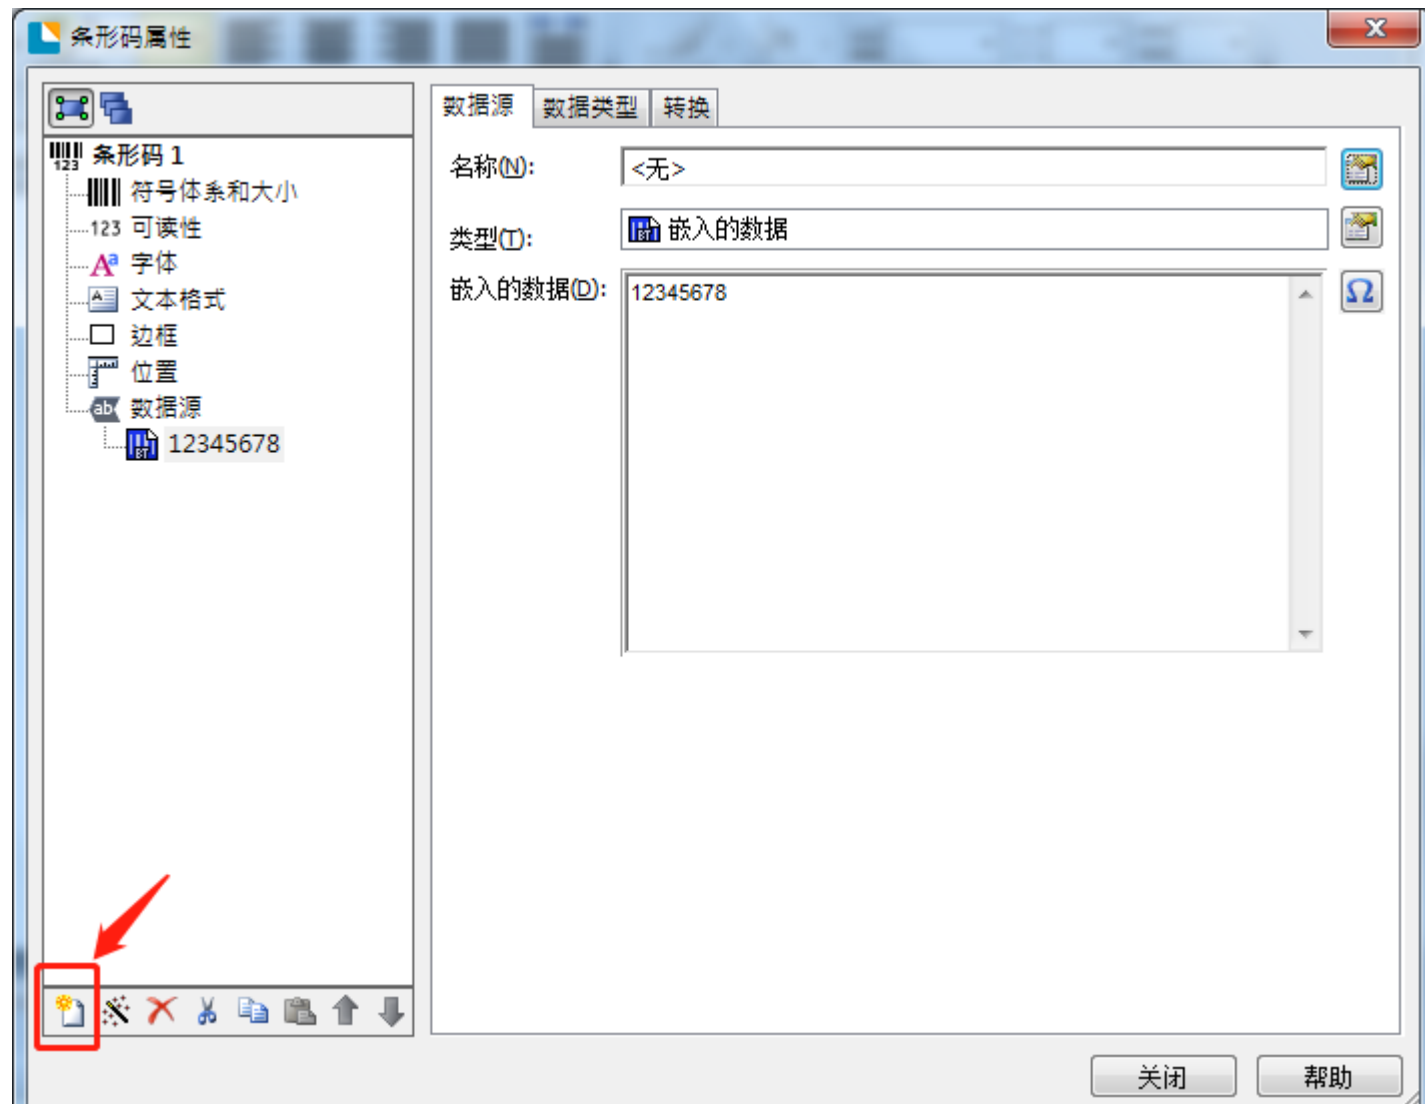 条形码属性
数据源 数据类型 转换
条形码 1
符号体系和大小
123 可读性
字体
文本格式
边框
位置
数据源
12345678
名称(N): <无>
类型(T): 嵌入的数据
嵌入的数据(D): 12345678
关闭 帮助